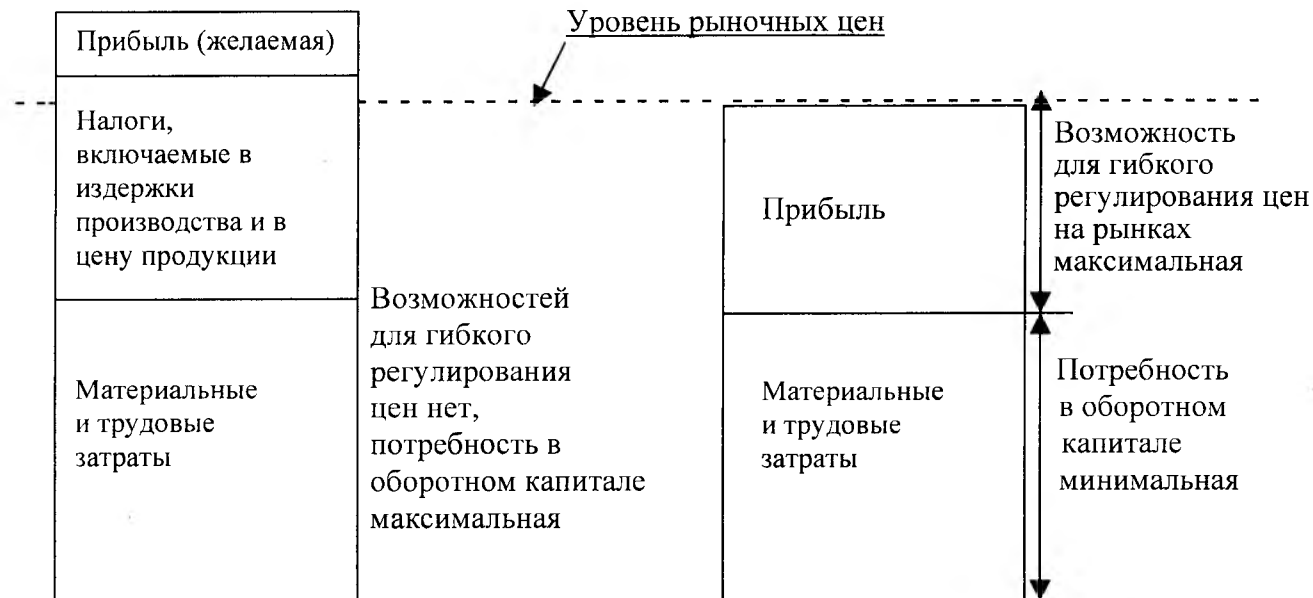 Уровень рыночных цен
Прибыль (желаемая)
Налоги,
включаемые в
издержки
производства и в
цену продукции
Материальные
и трудовые
затраты
Возможностей
для гибкого
регулирования
цен нет,
потребность в
оборотном капитале
максимальная
Прибыль
Материальные
и трудовые
затраты
Возможность
для гибкого
регулирования цен
на рынках
максимальная
Потребность
в оборотном
капитале
минимальная